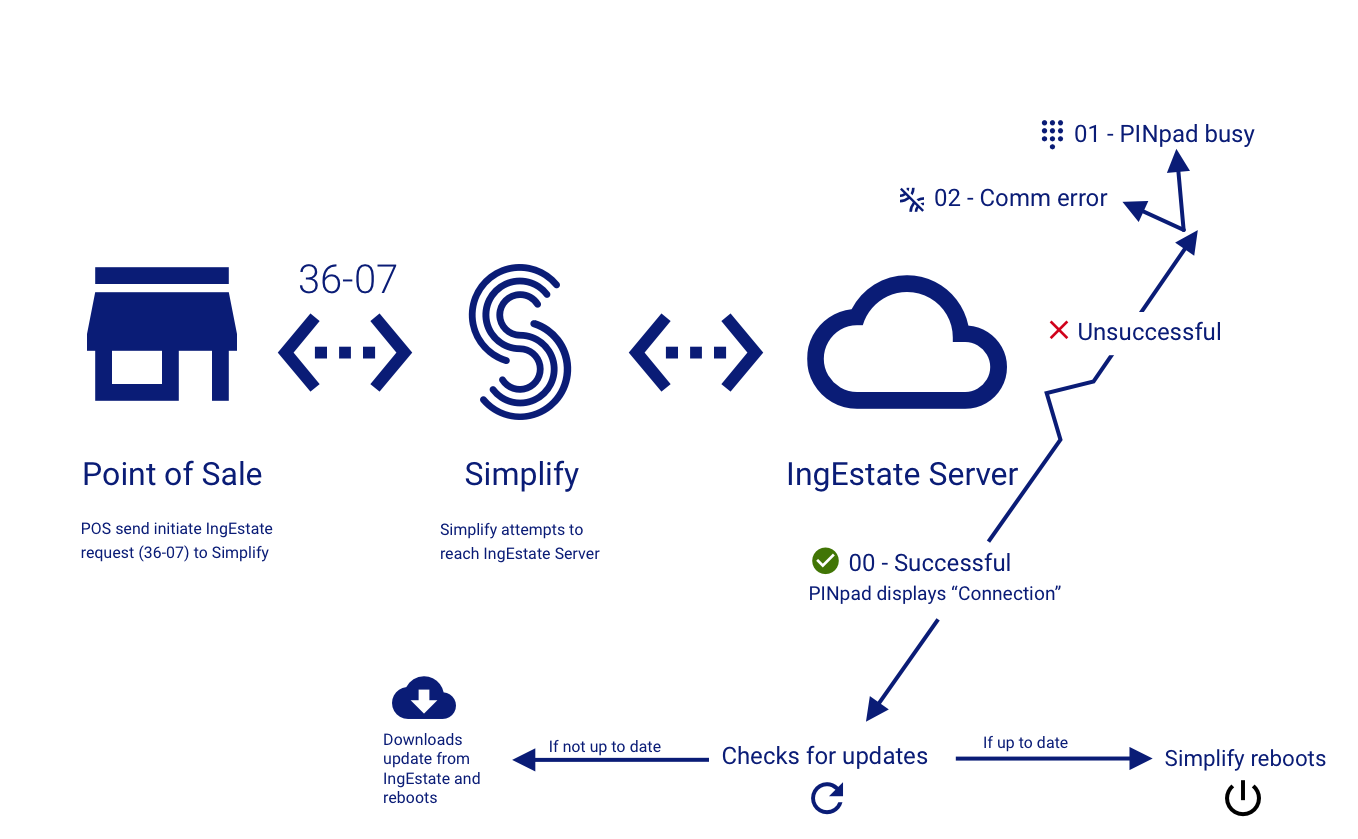 01 - PINpad busy
02 - Comm error
36-07
Unsuccessful
Point of Sale
Simplify
IngEstate Server
POS send initiate IngEstate
request (36-07) to Simplify
Simplify attempts to
reach IngEstate Server
00 - Successful
PINpad displays “Connection”
Downloads
update from
IngEstate and
reboots
If not up to date
Checks for updates
If up to date
Simplify reboots